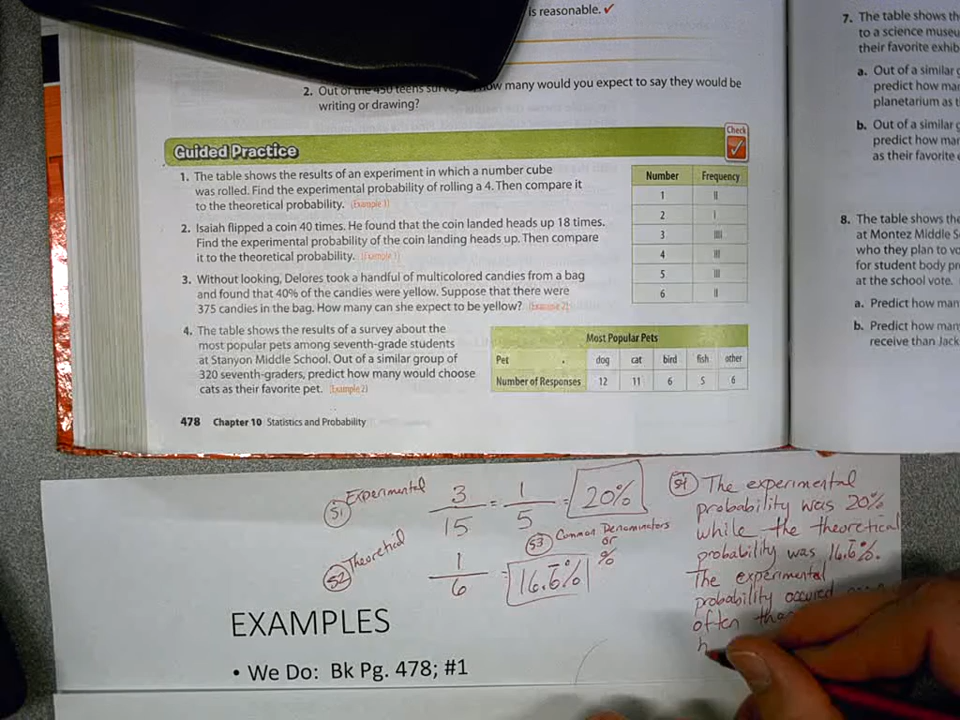 is reasonable. ✓
2. Out of the 450 teens how many would you expect to say they would be
writing or drawing?
Guided Practice
Check
1. The table shows the results of an experiment in which a number cube
was rolled. Find the experimental probability of rolling a 4. Then compare it
to the theoretical probability. (Example 1)
2. Isaiah flipped a coin 40 times. He found that the coin landed heads up 18 times.
Find the experimental probability of the coin landing heads up. Then compare
it to the theoretical probability. (Example 1)
3. Without looking, Delores took a handful of multicolored candies from a bag
and found that 40% of the candies were yellow. Suppose that there were
375 candies in the bag. How many can she expect to be yellow? (Example 2)
4. The table shows the results of a survey about the
most popular pets among seventh-grade students
at Stanyon Middle School. Out of a similar group of
320 seventh-graders, predict how many would choose
cats as their favorite pet. (Example 2)
Number Frequency
1 II
2 I
3 IIII
4 III
5 III
6 II
Most Popular Pets
Pet dog cat bird fish other
Number of Responses 12 11 6 5 6
478 Chapter 10 Statistics and Probability
7. The table shows
to a science
their favorite
a. Out of a similar
predict how
planetarium as
b. Out of a similar
predict how
as their favorite
8. The table shows
at Montez Middle
who they plan to
for student body
at the school vote.
a. Predict how
b. Predict how
receive than
S1 Experimental 3/15 = 1/5 = 20%
S2 Theoretical 1/6 = 16.6̅%
S3 Common Denominators
or
%
S4 The experimental
probability was 20%
while the theoretical
probability was 16.6̅%.
The experimental
probability occured
often
EXAMPLES
• We Do: Bk Pg. 478; #1